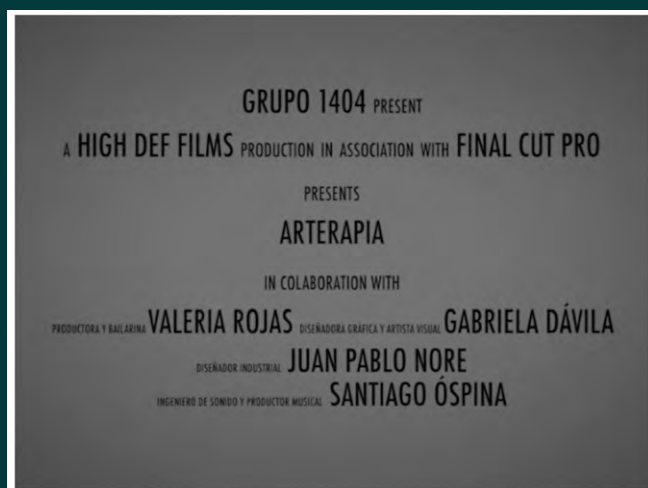 GRUPO 1404 PRESENT
A HIGH DEF FILMS PRODUCTION IN ASSOCIATION WITH FINAL CUT PRO
PRESENTS
ARTERAPIA
IN COLABORATION WITH
PRODUCTORA Y BAILARINA VALERIA ROJAS DISEÑADORA GRÁFICA Y ARTISTA VISUAL GABRIELA DÁVILA
DISEÑADOR INDUSTRIAL JUAN PABLO NORE
INGENIERO DE SONIDO Y PRODUCTOR MUSICAL SANTIAGO ÓSPINA